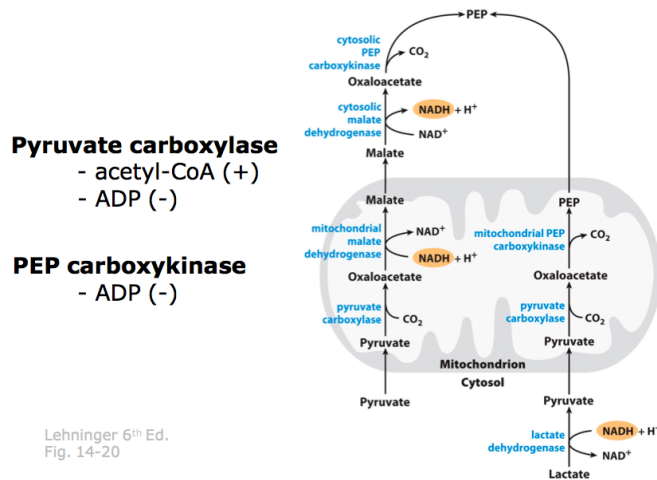 Pyruvate carboxylase
- acetyl-CoA (+)
- ADP (-)
PEP carboxykinase
- ADP (-)
Lehninger 6th Ed.
Fig. 14-20
PEP
cytosolic
PEP
carboxykinase
CO2
Oxaloacetate
cytosolic
malate
dehydrogenase
NADH + H+
NAD+
Malate
Malate
mitochondrial
malate
dehydrogenase
NAD+
NADH + H+
Oxaloacetate
pyruvate
carboxylase
CO2
Pyruvate
Pyruvate
PEP
mitochondrial PEP
carboxykinase
CO2
Oxaloacetate
pyruvate
carboxylase
CO2
Pyruvate
Mitochondrion
Cytosol
Pyruvate
lactate
dehydrogenase
NADH + H+
NAD+
Lactate